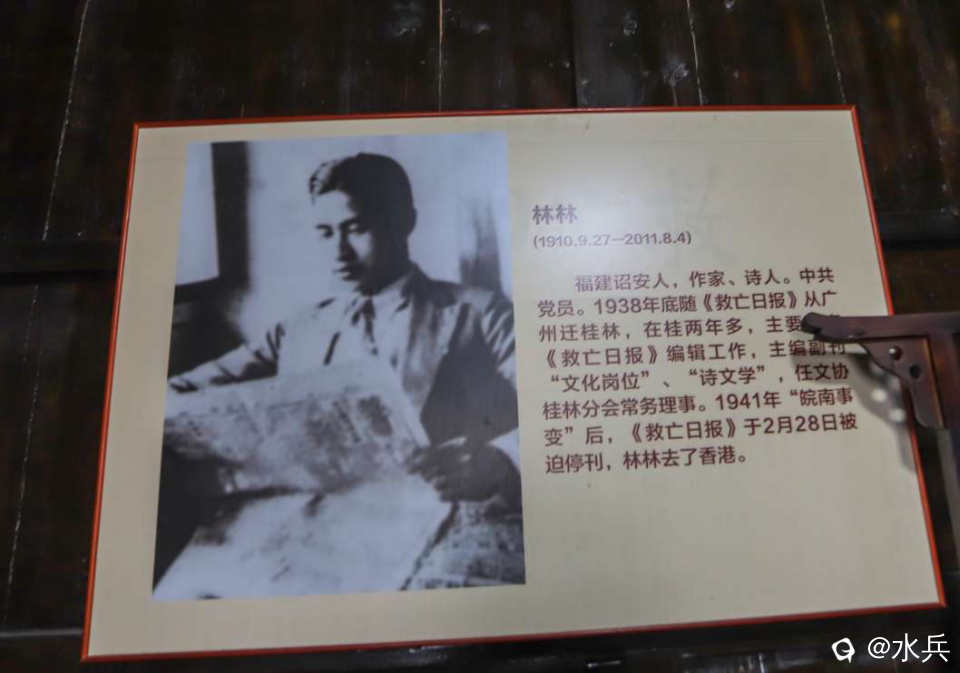 林林
(1910.9.27—2011.8.4)
福建诏安人，作家、诗人。中共
党员。1938年底随《救亡日报》从广
州迁桂林，在桂两年多，主要
《救亡日报》编辑工作，主编副刊
“文化岗位”、“诗文学”，任文协
桂林分会常务理事。1941年“皖南事
变”后，《救亡日报》于2月28日被
迫停刊，林林去了香港。
@水兵